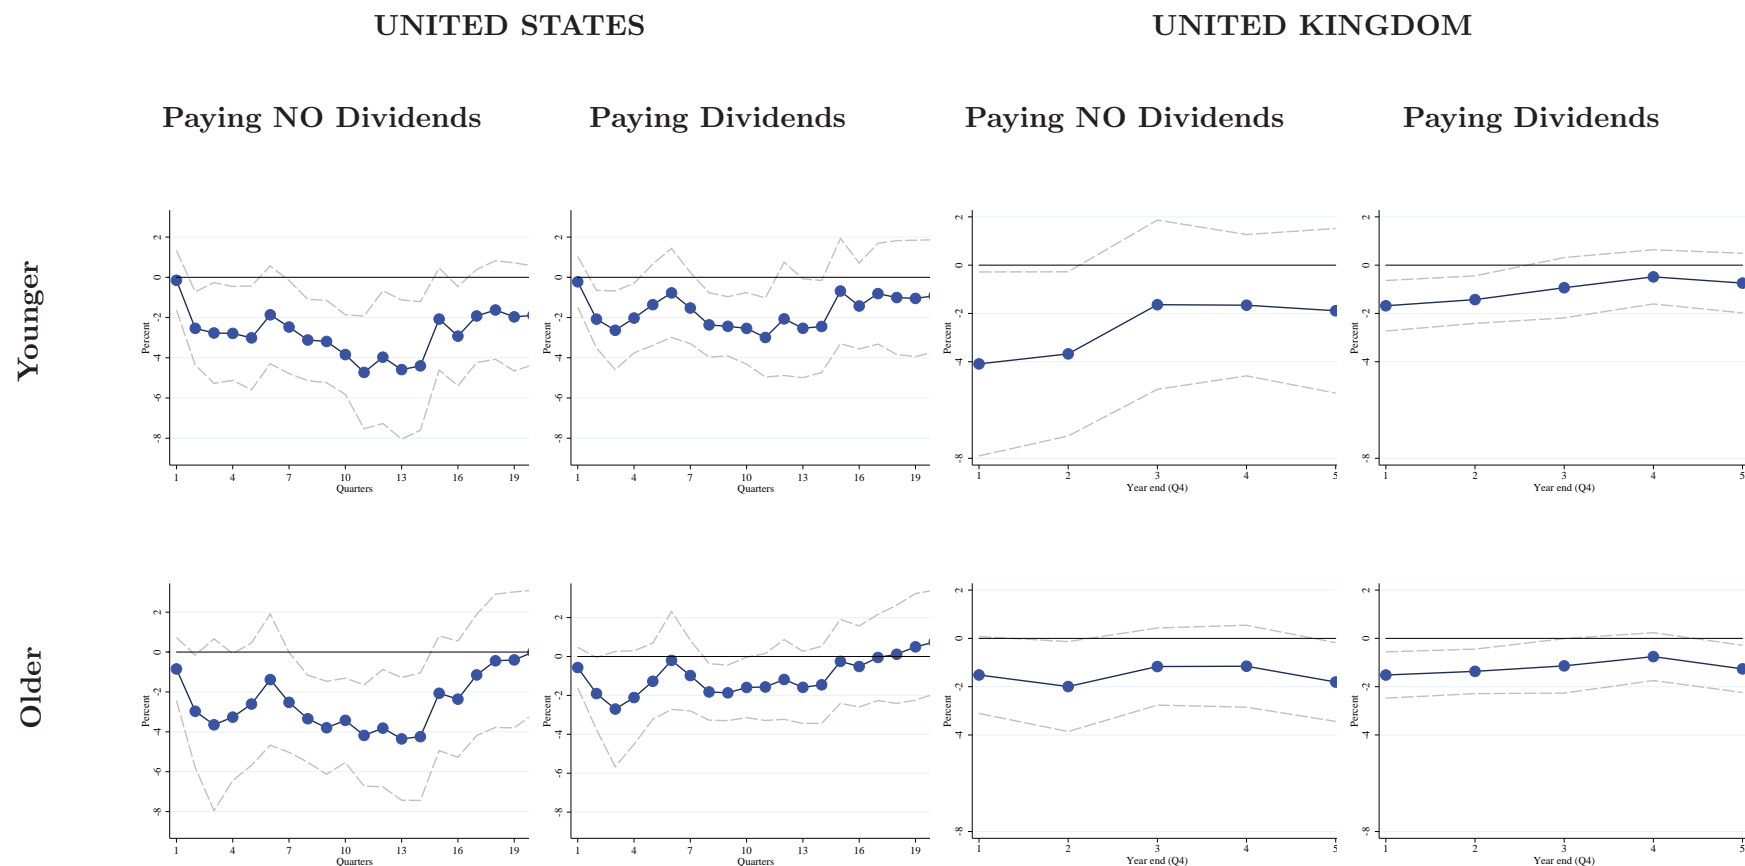 UNITED STATES UNITED KINGDOM
Paying NO Dividends Paying Dividends Paying NO Dividends Paying Dividends
Younger
Percent
2
0
-2
-4
-6
-8
1 4 7 10 13 16 19
Quarters
Percent
2
0
-2
-4
-6
-8
1 4 7 10 13 16 19
Quarters
Percent
2
0
-2
-4
-8
1 2 3 4 5
Year end (Q4)
Percent
2
0
-2
-4
-8
1 2 3 4 5
Year end (Q4)
Older
Percent
2
0
-2
-4
-6
-8
1 4 7 10 13 16 19
Quarters
Percent
2
0
-2
-4
-6
-8
1 4 7 10 13 16 19
Quarters
Percent
2
0
-2
-4
-8
1 2 3 4 5
Year end (Q4)
Percent
2
0
-2
-4
-8
1 2 3 4 5
Year end (Q4)